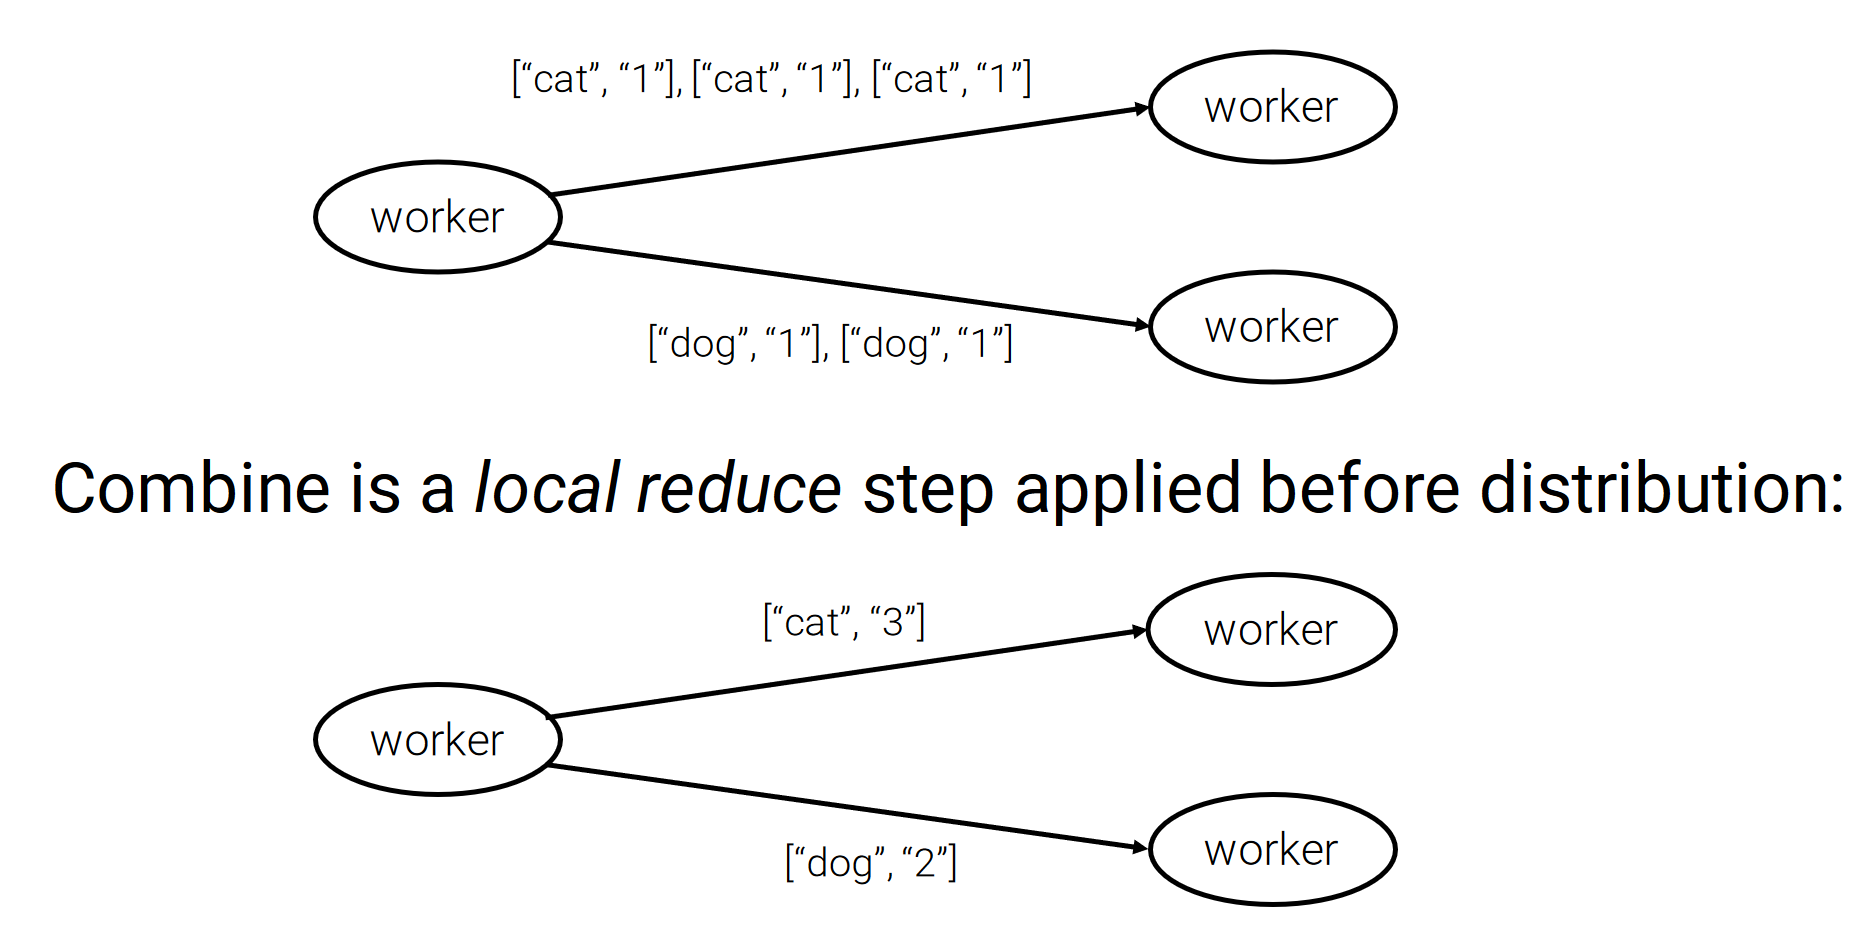 [“cat”, “1”], [“cat”, “1”], [“cat”, “1”]
worker
worker
worker
[“dog”, “1”], [“dog”, “1”]
Combine is a local reduce step applied before distribution:
[“cat”, “3”]
worker
worker
worker
[“dog”, “2”]